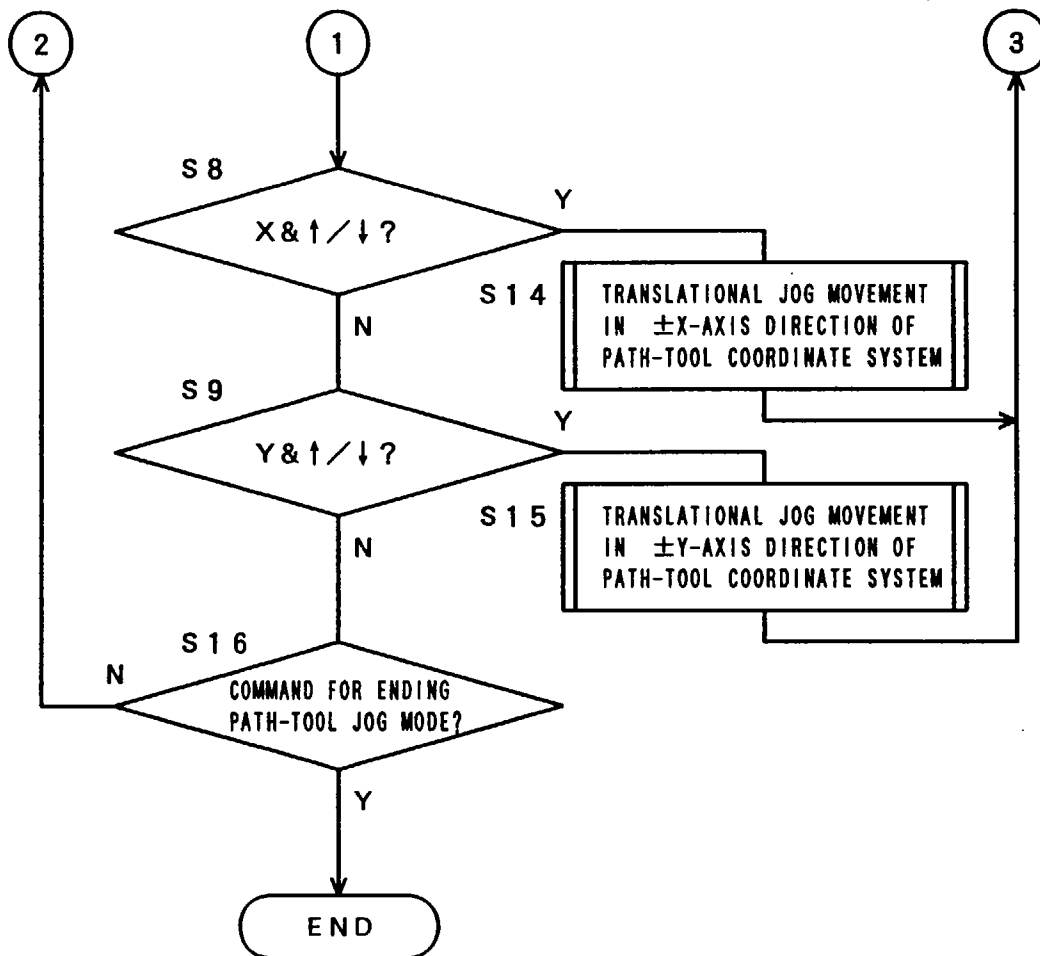 2
1
3
S8
Y
X&↑/↓?
S14
TRANSLATIONAL JOG MOVEMENT
IN ±X-AXIS DIRECTION OF
PATH-TOOL COORDINATE SYSTEM
N
S9
Y
Y&↑/↓?
S15
TRANSLATIONAL JOG MOVEMENT
IN ±Y-AXIS DIRECTION OF
PATH-TOOL COORDINATE SYSTEM
N
S16
N
COMMAND FOR ENDING
PATH-TOOL JOG MODE?
Y
END